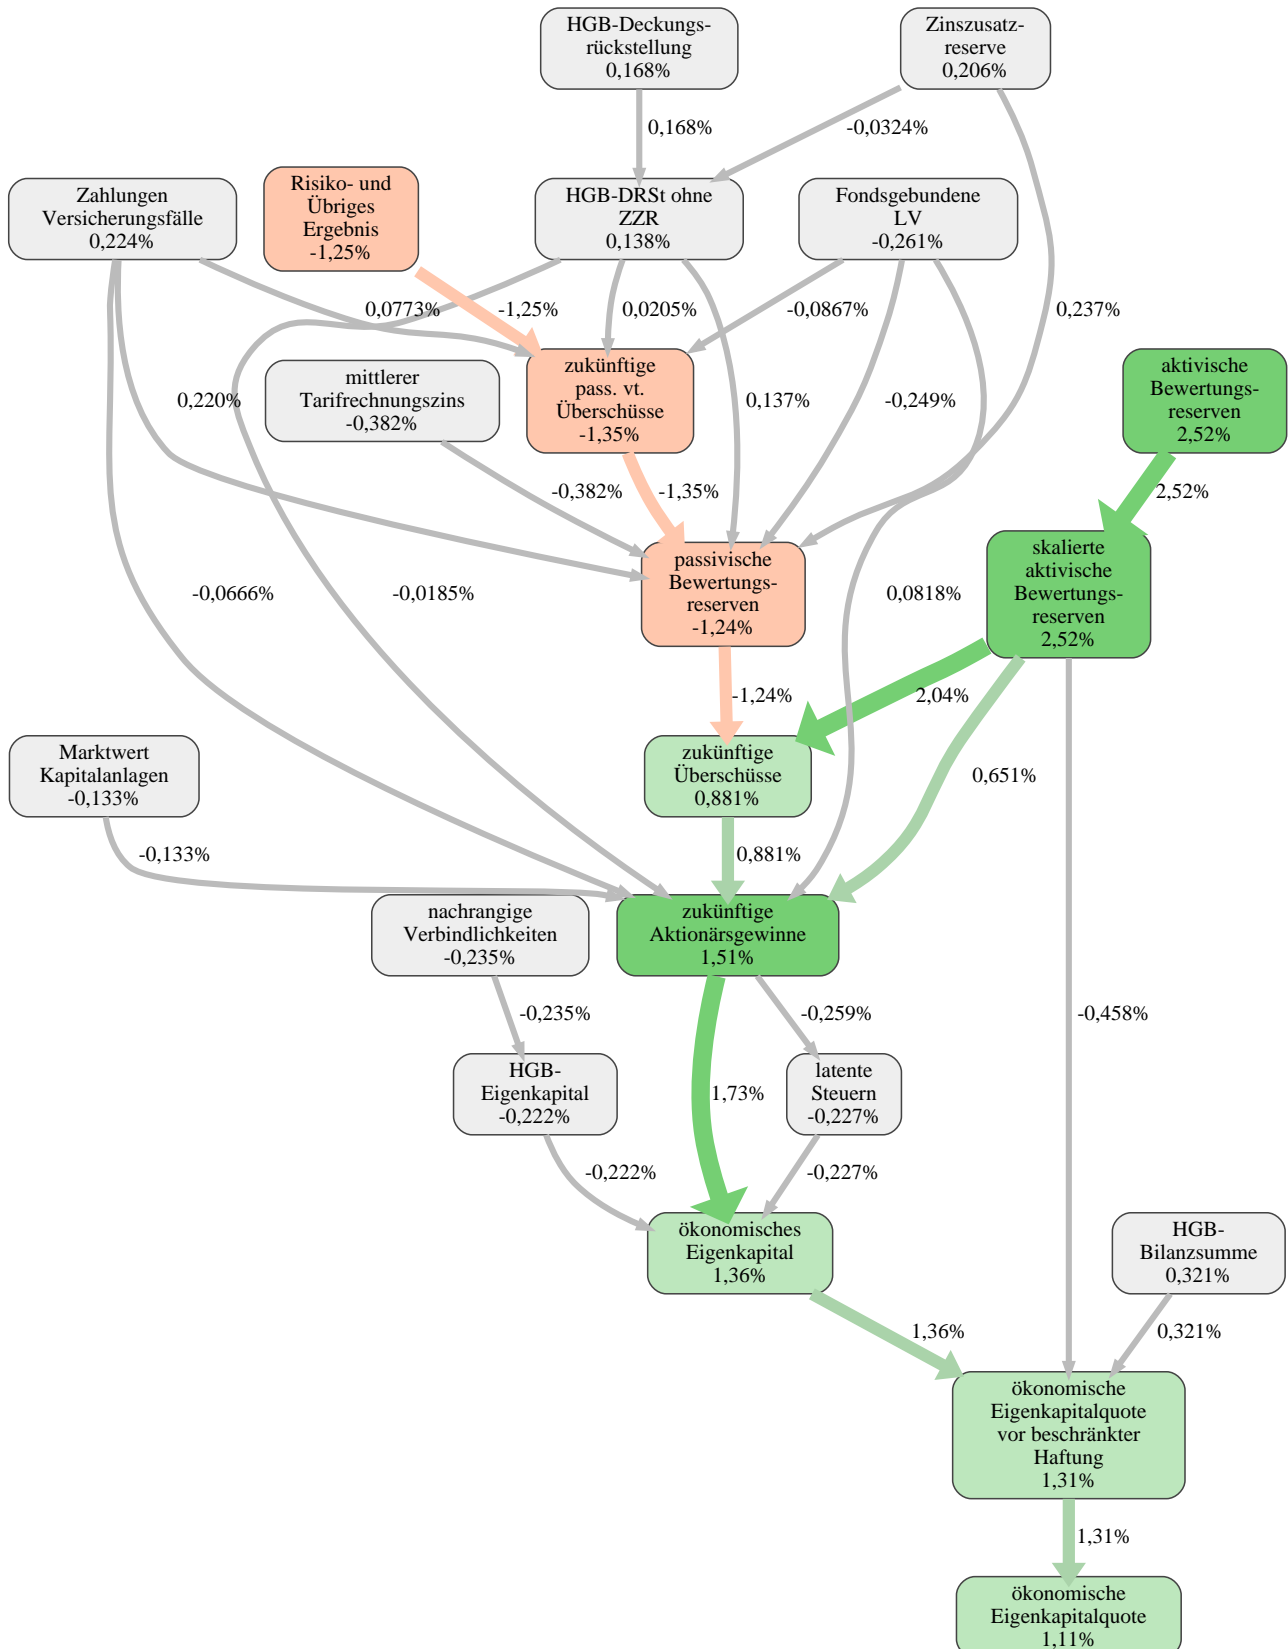 HGB-Deckungs-
rückstellung
0,168%
Zinszusatz-
reserve
0,206%
0,168%
-0,0324%
Zahlungen
Versicherungsfälle
0,224%
Risiko- und
Übriges
Ergebnis
-1,25%
HGB-DRSt ohne
ZZR
0,138%
Fondsgebundene
LV
-0,261%
0,0773%
-1,25%
0,0205%
-0,0867%
0,237%
mittlerer
Tarifrechnungszins
-0,382%
zukünftige
pass. vt.
Überschüsse
-1,35%
aktivische
Bewertungs-
reserven
2,52%
0,220%
0,137%
-0,249%
-0,382%
-1,35%
2,52%
passivische
Bewertungs-
reserven
-1,24%
skalierte
aktivische
Bewertungs-
reserven
2,52%
-0,0666%
-0,0185%
0,0818%
-1,24%
2,04%
Marktwert
Kapitalanlagen
-0,133%
zukünftige
Überschüsse
0,881%
0,651%
-0,133%
0,881%
nachrangige
Verbindlichkeiten
-0,235%
zukünftige
Aktionärsgewinne
1,51%
-0,235%
-0,259%
-0,458%
HGB-
Eigenkapital
-0,222%
1,73%
latente
Steuern
-0,227%
-0,222%
-0,227%
ökonomisches
Eigenkapital
1,36%
HGB-
Bilanzsumme
0,321%
1,36%
0,321%
ökonomische
Eigenkapitalquote
vor beschränkter
Haftung
1,31%
1,31%
ökonomische
Eigenkapitalquote
1,11%